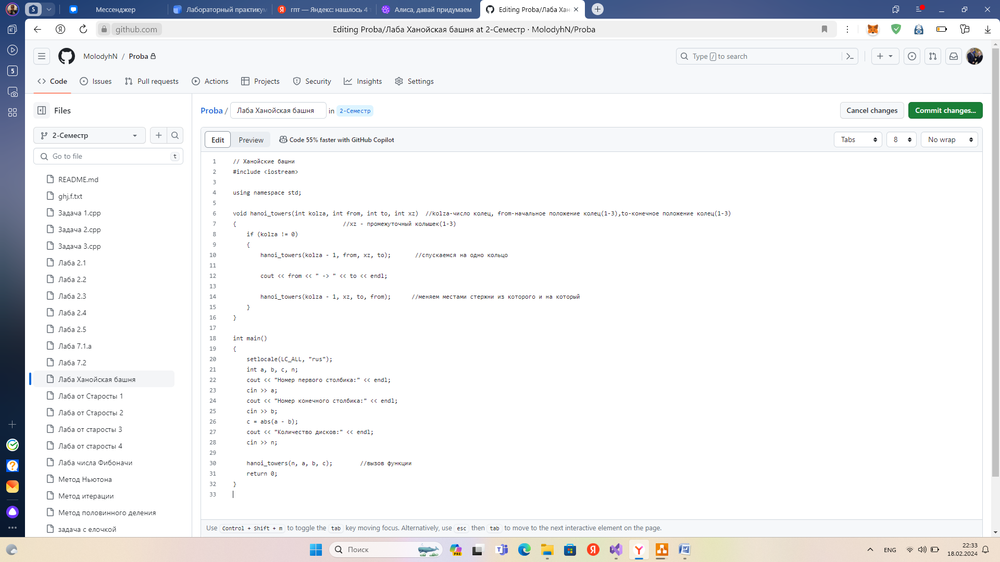 5
Мессенджер
Лабораторный практикум
гпт — Яндекс: нашлось 4 т
Алиса, давай придумаем
Editing Proba/Лаба Хан
github.com
Editing Proba/Лаба Ханойская башня at 2-Семестр · MolodyhN/Proba
5
MolodyhN / Proba
Type / to search
Code
Issues
Pull requests
Actions
Projects
Security
Insights
Settings
Files
Proba / Лаба Ханойская башня in 2-Семестр
Cancel changes
Commit changes...
2-Семестр
Go to file
t
README.md
ghj,f.txt
Задача 1.cpp
Задача 2.cpp
Задача 3.cpp
Лаба 2.1
Лаба 2.2
Лаба 2.3
Лаба 2.4
Лаба 2.5
Лаба 7.1.a
Лаба 7.2
Лаба Ханойская башня
Лаба от Старосты 1
Лаба от Старосты 2
Лаба от старосты 3
Лаба от старосты 4
Лаба числа Фибоначи
Метод Ньютона
Метод итерации
Метод половинного деления
задача с елочкой
Edit
Preview
Code 55% faster with GitHub Copilot
Tabs
8
No wrap
1 // Ханойские башни
2 #include <iostream>
3
4 using namespace std;
5
6 void hanoi_towers(int kolza, int from, int to, int xz)  //kolza-число колец, from-начальное положение колец(1-3),to-конечное положение колец(1-3)
7 {                               //xz - промежуточный колышек(1-3)
8     if (kolza != 0)
9     {
10         hanoi_towers(kolza - 1, from, xz, to);       //спускаемся на одно кольцо
11
12         cout << from << " -> " << to << endl;
13
14         hanoi_towers(kolza - 1, xz, to, from);      //меняем местами стержни из которого и на который
15     }
16 }
17
18 int main()
19 {
20     setlocale(LC_ALL, "rus");
21     int a, b, c, n;
22     cout << "Номер первого столбика:" << endl;
23     cin >> a;
24     cout << "Номер конечного столбика:" << endl;
25     cin >> b;
26     c = abs(a - b);
27     cout << "Количество дисков:" << endl;
28     cin >> n;
29
30     hanoi_towers(n, a, b, c);        //вызов функции
31     return 0;
32 }
33
Use Control + Shift + m to toggle the tab key moving focus. Alternatively, use esc then tab to move to the next interactive element on the page.
Поиск
PRE
ENG
22:33
18.02.2024